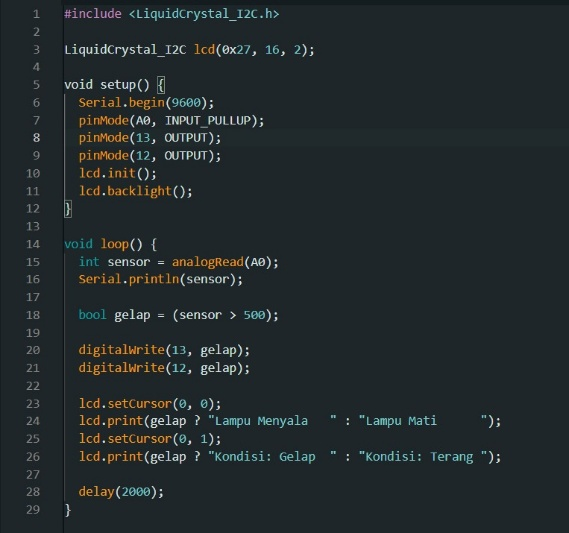 1 #include <LiquidCrystal_I2C.h>
2
3 LiquidCrystal_I2C lcd(0x27, 16, 2);
4
5 void setup() {
6   Serial.begin(9600);
7   pinMode(A0, INPUT_PULLUP);
8   pinMode(13, OUTPUT);
9   pinMode(12, OUTPUT);
10   lcd.init();
11   lcd.backlight();
12 }
13
14 void loop() {
15   int sensor = analogRead(A0);
16   Serial.println(sensor);
17
18   bool gelap = (sensor > 500);
19
20   digitalWrite(13, gelap);
21   digitalWrite(12, gelap);
22
23   lcd.setCursor(0, 0);
24   lcd.print(gelap ? "Lampu Menyala   " : "Lampu Mati      ");
25   lcd.setCursor(0, 1);
26   lcd.print(gelap ? "Kondisi: Gelap  " : "Kondisi: Terang ");
27
28   delay(2000);
29 }